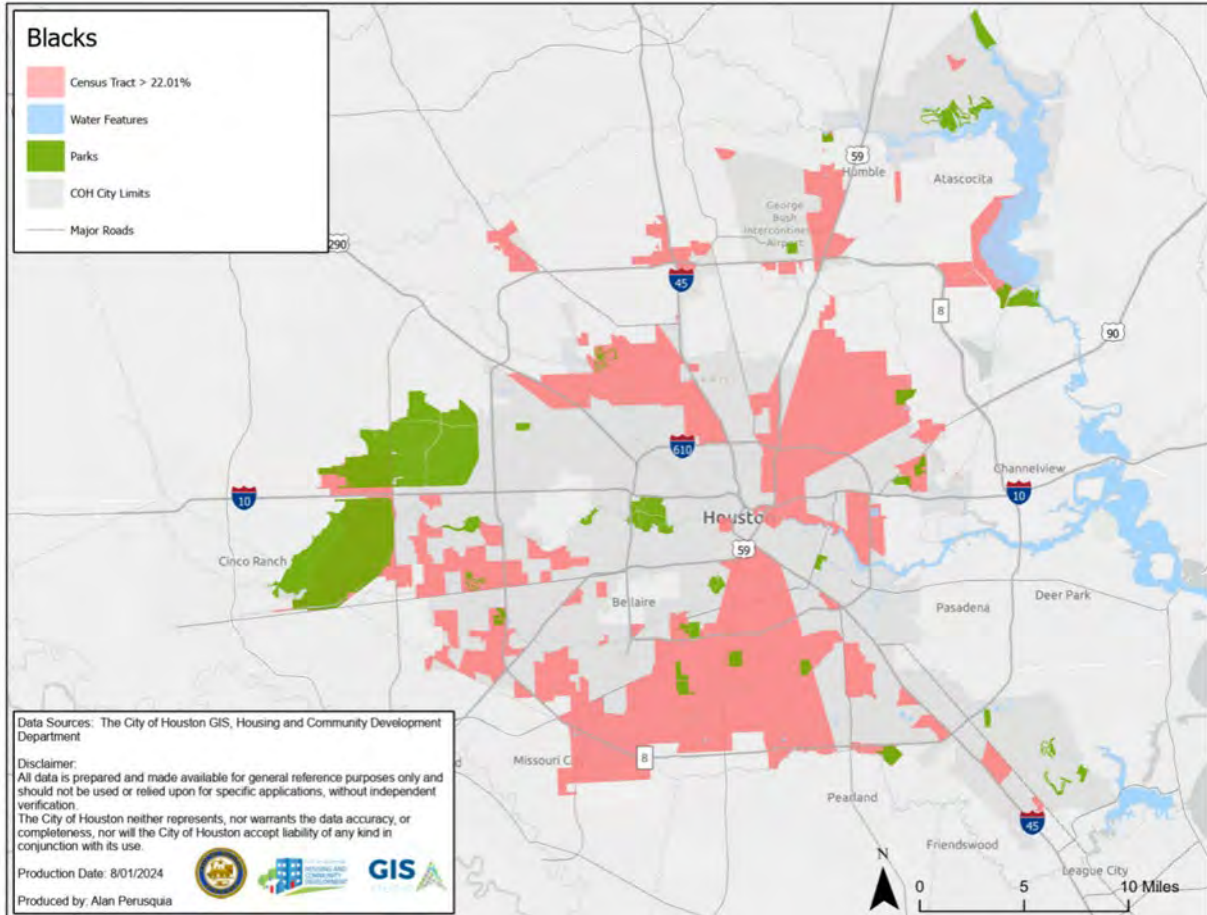 Blacks
Census Tract > 22.01%
Water Features
Parks
COH City Limits
Major Roads
59
Humble
Atascocita
George
Bush
Intercontinental
Airport
290
45
8
90
610
Channelview
10
10
Houston
Cinco Ranch
59
Bellaire
Pasadena
Deer Park
Missouri C
8
Pearland
45
Friendswood
League City
Data Sources: The City of Houston GIS, Housing and Community Development
Department
Disclaimer:
All data is prepared and made available for general reference purposes only and
should not be used or relied upon for specific applications, without independent
verification.
The City of Houston neither represents, nor warrants the data accuracy, or
completeness, nor will the City of Houston accept liability of any kind in
conjunction with its use.
HOUSING AND
COMMUNITY
DEVELOPMENT
GIS
Production Date: 8/01/2024
Produced by: Alan Perusquia
N
0 5 10 Miles